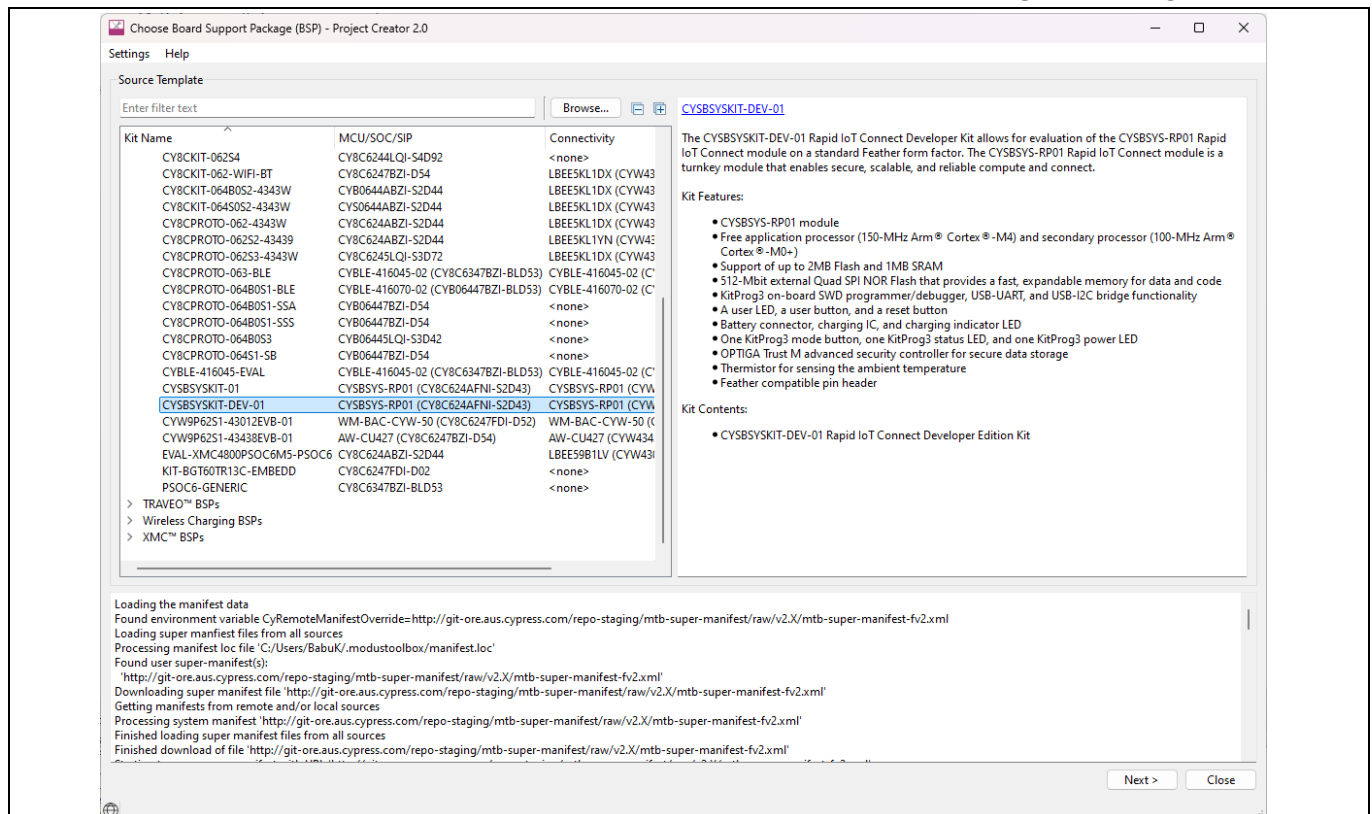 Choose Board Support Package (BSP) - Project Creator 2.0
Settings Help
Source Template
Enter filter text
Browse...
Kit Name MCU/SOC/SIP Connectivity
CY8CKIT-062S4 CY8C6244LQI-S4D92 <none>
CY8CKIT-062-WIFI-BT CY8C6247BZI-D54 LBEE5KL1DX (CYW43
CY8CKIT-064B0S2-4343W CYB0644ABZI-S2D44 LBEE5KL1DX (CYW43
CY8CKIT-064S0S2-4343W CYS0644ABZI-S2D44 LBEE5KL1DX (CYW43
CY8CPROTO-062-4343W CY8C624ABZI-S2D44 LBEE5KL1DX (CYW43
CY8CPROTO-062S2-43439 CY8C624ABZI-S2D44 LBEE5KL1YN (CYW43
CY8CPROTO-062S3-4343W CY8C6245LQI-S3D72 LBEE5KL1DX (CYW43
CY8CPROTO-063-BLE CYBLE-416045-02 (CY8C6347BZI-BLD53) CYBLE-416045-02 (C
CY8CPROTO-064B0S1-BLE CYBLE-416070-02 (CYB06447BZI-BLD53) CYBLE-416070-02 (C
CY8CPROTO-064B0S1-SSA CYB06447BZI-D54 <none>
CY8CPROTO-064B0S1-SSS CYB06447BZI-D54 <none>
CY8CPROTO-064B0S3 CYB06445LQI-S3D42 <none>
CY8CPROTO-064S1-SB CYB06447BZI-D54 <none>
CYBLE-416045-EVAL CYBLE-416045-02 (CY8C6347BZI-BLD53) CYBLE-416045-02 (C
CYSBSYSKIT-01 CYSBSYS-RP01 (CY8C624AFNI-S2D43) CYSBSYS-RP01 (CYW
CYSBSYSKIT-DEV-01 CYSBSYS-RP01 (CY8C624AFNI-S2D43) CYSBSYS-RP01 (CYW
CYW9P62S1-43012EVB-01 WM-BAC-CYW-50 (CY8C6247FDI-D52) WM-BAC-CYW-50 (
CYW9P62S1-43438EVB-01 AW-CU427 (CY8C6247BZI-D54) AW-CU427 (CYW434
EVAL-XMC4800PSOC6M5-PSOC6 CY8C624ABZI-S2D44 LBEE59B1LV (CYW43
KIT-BGT60TR13C-EMBEDD CY8C6247FDI-D02 <none>
PSOC6-GENERIC CY8C6347BZI-BLD53 <none>
> TRAVEO™ BSPs
> Wireless Charging BSPs
> XMC™ BSPs
CYSBSYSKIT-DEV-01
The CYSBSYSKIT-DEV-01 Rapid IoT Connect Developer Kit allows for evaluation of the CYSBSYS-RP01 Rapid
IoT Connect module on a standard Feather form factor. The CYSBSYS-RP01 Rapid IoT Connect module is a
turnkey module that enables secure, scalable, and reliable compute and connect.
Kit Features:
• CYSBSYS-RP01 module
• Free application processor (150-MHz Arm® Cortex®-M4) and secondary processor (100-MHz Arm®
Cortex®-M0+)
• Support of up to 2MB Flash and 1MB SRAM
• 512-Mbit external Quad SPI NOR Flash that provides a fast, expandable memory for data and code
• KitProg3 on-board SWD programmer/debugger, USB-UART, and USB-I2C bridge functionality
• A user LED, a user button, and a reset button
• Battery connector, charging IC, and charging indicator LED
• One KitProg3 mode button, one KitProg3 status LED, and one KitProg3 power LED
• OPTIGA Trust M advanced security controller for secure data storage
• Thermistor for sensing the ambient temperature
• Feather compatible pin header
Kit Contents:
• CYSBSYSKIT-DEV-01 Rapid IoT Connect Developer Edition Kit
Loading the manifest data
Found environment variable CyRemoteManifestOverride=http://git-ore.aus.cypress.com/repo-staging/mtb-super-manifest/raw/v2.X/mtb-super-manifest-fv2.xml
Loading super manfiest files from all sources
Processing manifest loc file 'C:/Users/BabuK/.modustoolbox/manifest.loc'
Found user super-manifest(s):
'http://git-ore.aus.cypress.com/repo-staging/mtb-super-manifest/raw/v2.X/mtb-super-manifest-fv2.xml'
Downloading super manifest file 'http://git-ore.aus.cypress.com/repo-staging/mtb-super-manifest/raw/v2.X/mtb-super-manifest-fv2.xml'
Getting manifests from remote and/or local sources
Processing system manifest 'http://git-ore.aus.cypress.com/repo-staging/mtb-super-manifest/raw/v2.X/mtb-super-manifest-fv2.xml'
Finished loading super manifest files from all sources
Finished download of file 'http://git-ore.aus.cypress.com/repo-staging/mtb-super-manifest/raw/v2.X/mtb-super-manifest-fv2.xml'
Next > Close